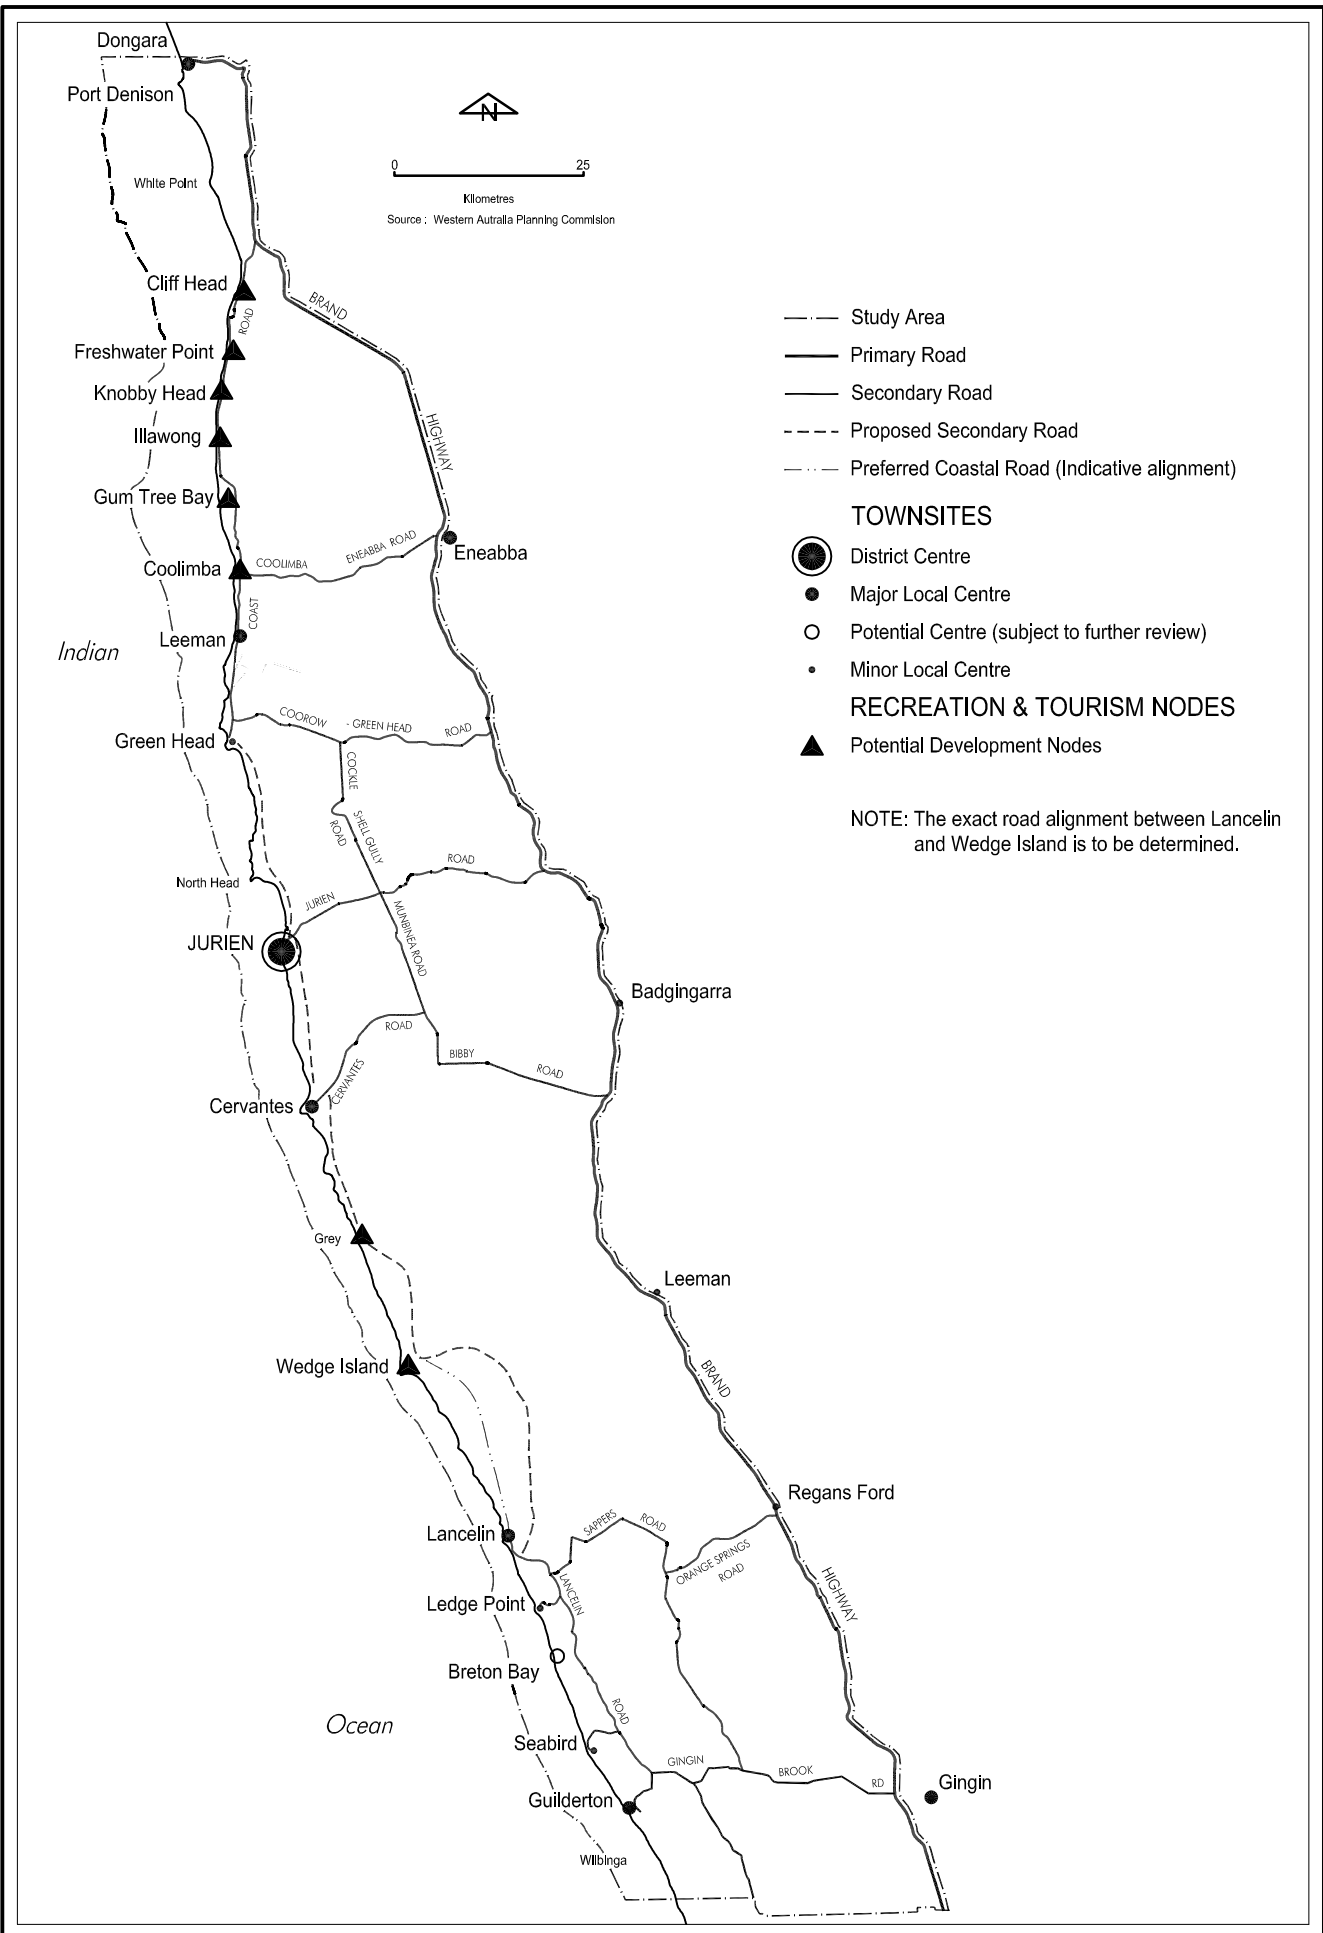 Dongara
Port Denison
N
0 25
Kilometres
Source : Western Autralia Planning Commision
White Point
Cliff Head
ROAD
BRAND
Freshwater Point
Knobby Head
HIGHWAY
Illawong
Gum Tree Bay
Eneabba
COOLIMBA ENEABBA ROAD
Coolimba
COAST
Leeman
Indian
COOROW - GREEN HEAD ROAD
Green Head
COCKLE
SHELL GULLY
ROAD
North Head
JURIEN ROAD
MUNBINEA ROAD
JURIEN
Badgingarra
CERVANTES ROAD
BIBBY ROAD
Cervantes
Grey
Leeman
Wedge Island
BRAND
Regans Ford
Lancelin
SAPPERS ROAD
ORANGE SPRINGS
ROAD
HIGHWAY
LANCELIN
Ledge Point
Breton Bay
ROAD
Ocean
Seabird
GINGIN BROOK RD
Gingin
Guilderton
Wilbinga
Study Area
Primary Road
Secondary Road
Proposed Secondary Road
Preferred Coastal Road (Indicative alignment)
TOWNSITES
District Centre
Major Local Centre
Potential Centre (subject to further review)
Minor Local Centre
RECREATION & TOURISM NODES
Potential Development Nodes
NOTE: The exact road alignment between Lancelin
and Wedge Island is to be determined.